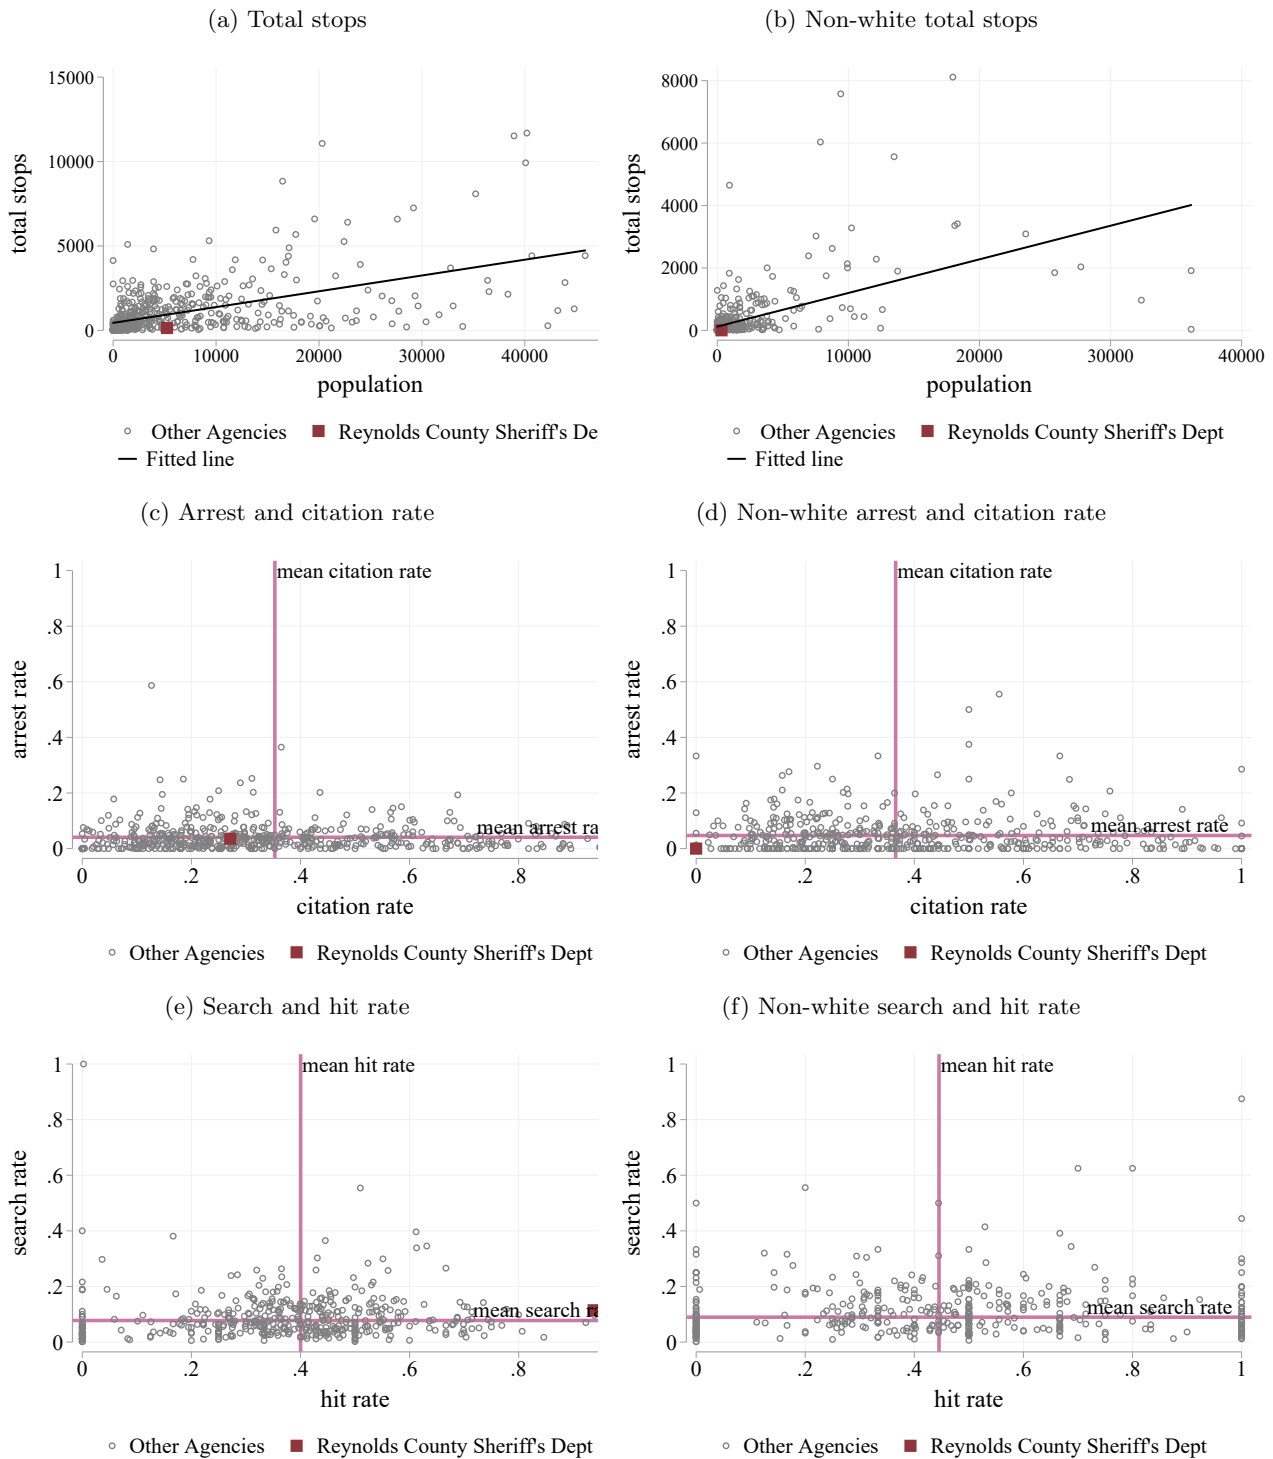 (a) Total stops
(b) Non-white total stops
15000
10000
5000
0
total stops
0 10000 20000 30000 40000
population
Other Agencies Reynolds County Sheriff's De
Fitted line
8000
6000
4000
2000
0
total stops
0 10000 20000 30000 40000
population
Other Agencies Reynolds County Sheriff's Dept
Fitted line
(c) Arrest and citation rate
(d) Non-white arrest and citation rate
mean citation rate
1
.8
.6
.4
.2
0
arrest rate
mean arrest ra
0 .2 .4 .6 .8
citation rate
Other Agencies Reynolds County Sheriff's Dept
mean citation rate
1
.8
.6
.4
.2
0
arrest rate
mean arrest rate
0 .2 .4 .6 .8 1
citation rate
Other Agencies Reynolds County Sheriff's Dept
(e) Search and hit rate
(f) Non-white search and hit rate
mean hit rate
1
.8
.6
.4
.2
0
search rate
mean search ra
0 .2 .4 .6 .8
hit rate
Other Agencies Reynolds County Sheriff's Dept
mean hit rate
1
.8
.6
.4
.2
0
search rate
mean search rate
0 .2 .4 .6 .8 1
hit rate
Other Agencies Reynolds County Sheriff's Dept